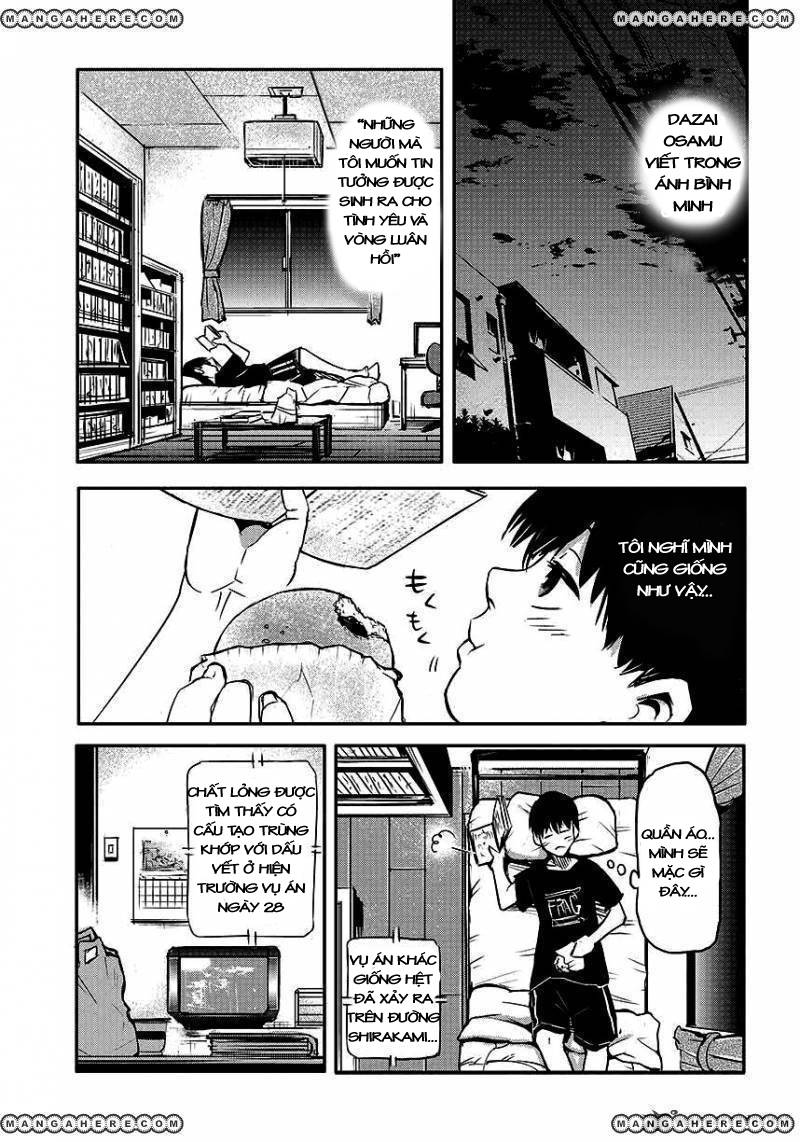 MANGAHERE.COM
MANGAHERE.COM
DAZAI
OSAMU
VIẾT TRONG
ÁNH BÌNH
MINH
"NHỮNG
NGƯỜI MÀ
TÔI MUỐN TIN
TƯỞNG ĐƯỢC
SINH RA CHO
TÌNH YÊU VÀ
VÒNG LUÂN
HỒI"
TÔI NGHĨ MÌNH
CŨNG GIỐNG
NHƯ VẬY...
もぐ
もぐ
CHẤT LỎNG ĐƯỢC
TÌM THẤY CÓ
CẤU TẠO TRÙNG
KHỚP VỚI DẤU
VẾT Ở HIỆN
TRƯỜNG VỤ ÁN
NGÀY 28
VỤ ÁN KHÁC
GIỐNG HỆT
ĐÃ XẢY RA
TRÊN ĐƯỜNG
SHIRAKAMI...
FROG
QUẦN ÁO...
MÌNH SẼ
MẶC GÌ
ĐÂY...
MANGAHERE.COM
MANGAHERE.COM